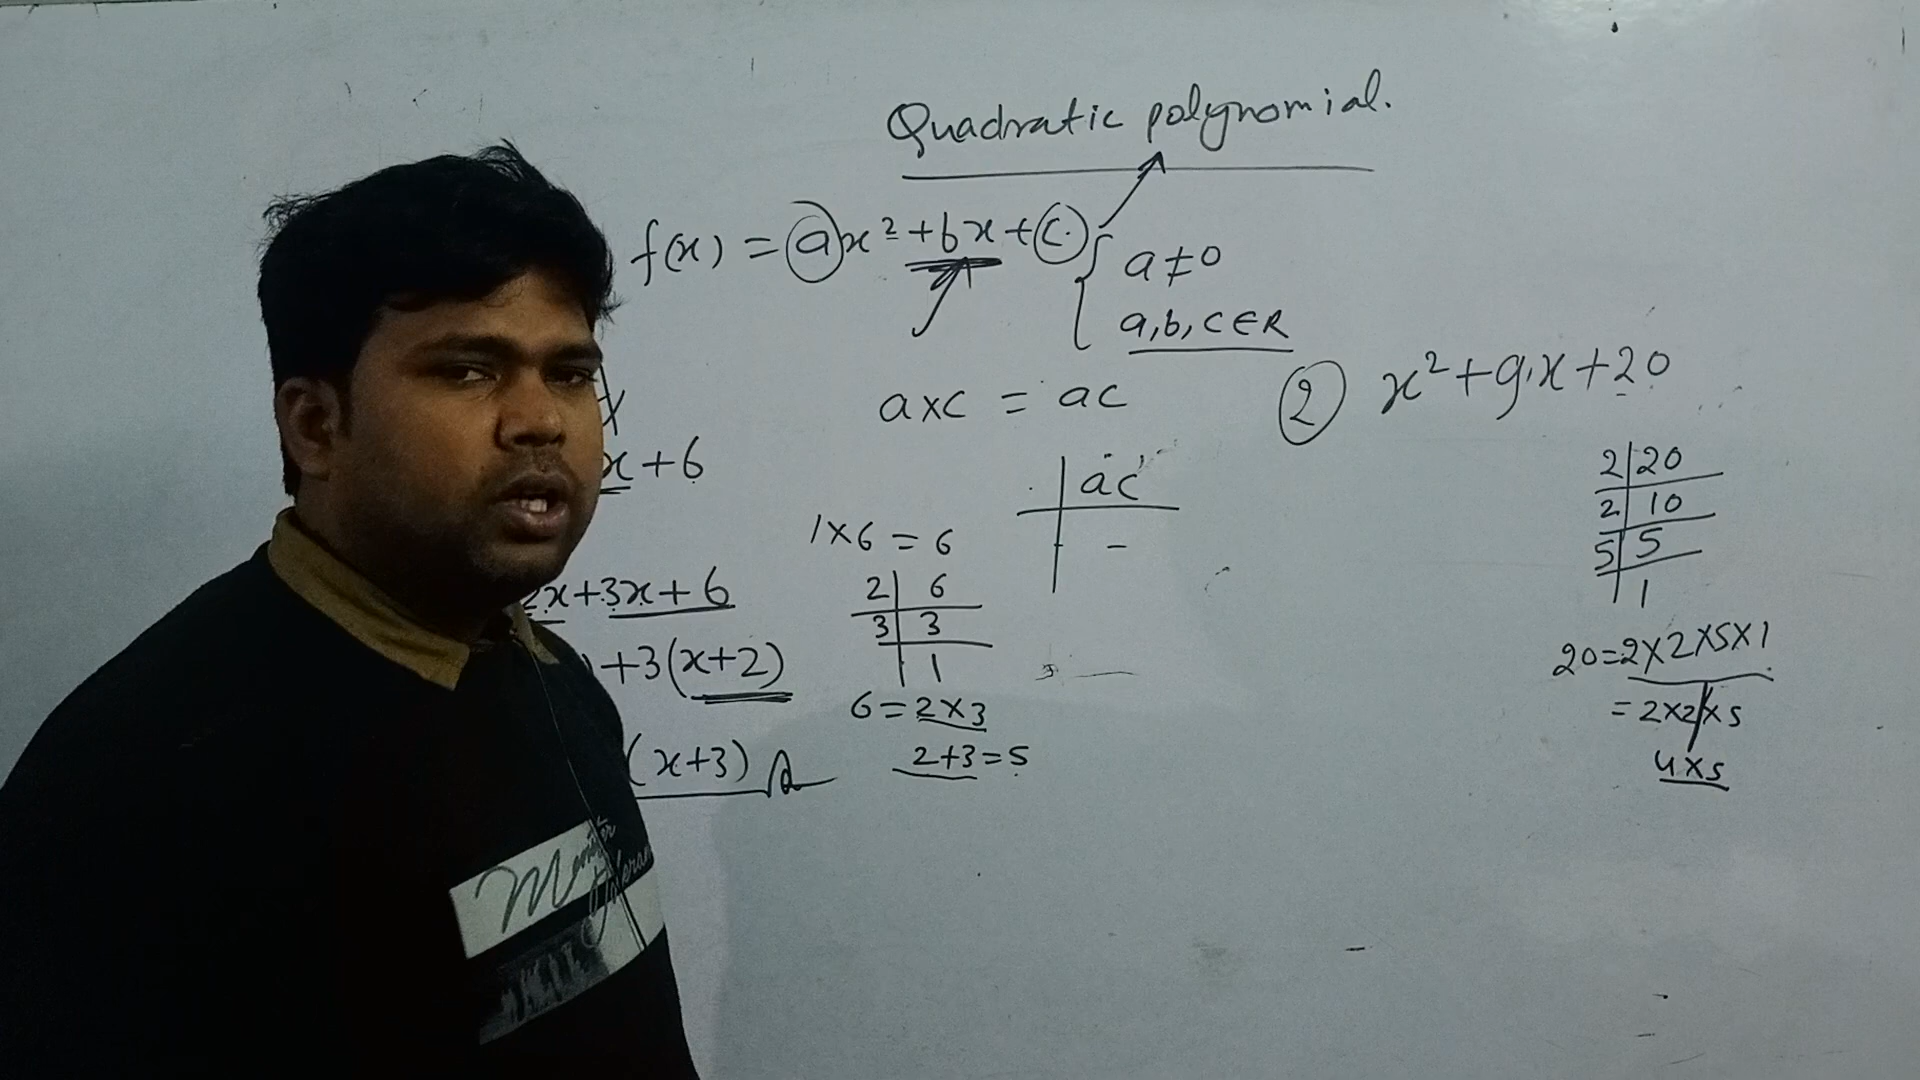 Quadratic polynomial.
f(x) = ax²+bx+c
a≠0
a,b,c∈R
a×c = ac
② x²+9x+20
x+6
ac
1×6 = 6
2 | 6
3 | 3
1
6=2×3
2+3=5
2x+3x+6
)+3(x+2)
(x+3)
2 | 20
2 | 10
5 | 5
1
20=2×2×5×1
=2×2×5
4×5